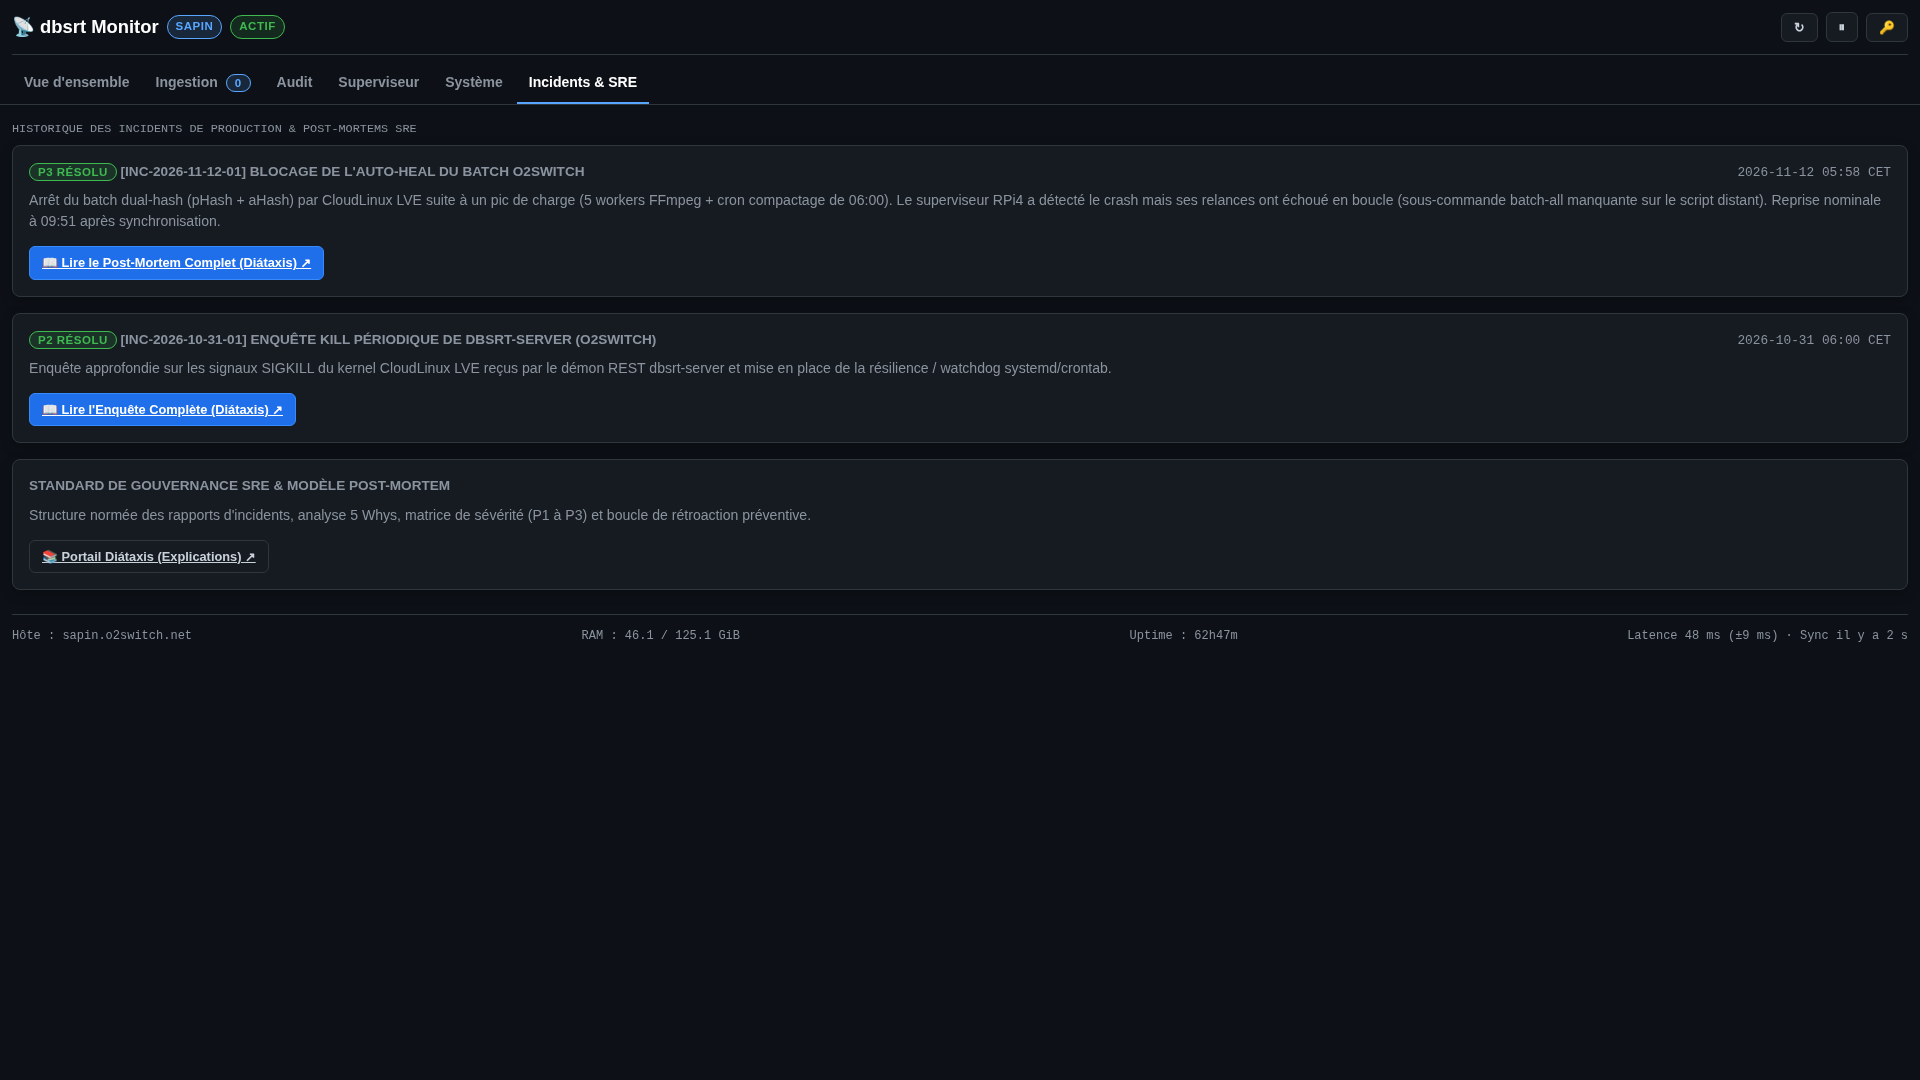 📡 dbsrt Monitor SAPIN ACTIF ↻ ⏸ 🔑
Vue d'ensemble Ingestion 0 Audit Superviseur Système Incidents & SRE
HISTORIQUE DES INCIDENTS DE PRODUCTION & POST-MORTEMS SRE
P3 RÉSOLU [INC-2026-11-12-01] BLOCAGE DE L'AUTO-HEAL DU BATCH O2SWITCH 2026-11-12 05:58 CET
Arrêt du batch dual-hash (pHash + aHash) par CloudLinux LVE suite à un pic de charge (5 workers FFmpeg + cron compactage de 06:00). Le superviseur RPi4 a détecté le crash mais ses relances ont échoué en boucle (sous-commande batch-all manquante sur le script distant). Reprise nominale
à 09:51 après synchronisation.
📖 Lire le Post-Mortem Complet (Diátaxis) ↗
P2 RÉSOLU [INC-2026-10-31-01] ENQUÊTE KILL PÉRIODIQUE DE DBSRT-SERVER (O2SWITCH) 2026-10-31 06:00 CET
Enquête approfondie sur les signaux SIGKILL du kernel CloudLinux LVE reçus par le démon REST dbsrt-server et mise en place de la résilience / watchdog systemd/crontab.
📖 Lire l'Enquête Complète (Diátaxis) ↗
STANDARD DE GOUVERNANCE SRE & MODÈLE POST-MORTEM
Structure normée des rapports d'incidents, analyse 5 Whys, matrice de sévérité (P1 à P3) et boucle de rétroaction préventive.
📚 Portail Diátaxis (Explications) ↗
Hôte : sapin.o2switch.net RAM : 46.1 / 125.1 GiB Uptime : 62h47m Latence 48 ms (±9 ms) · Sync il y a 2 s